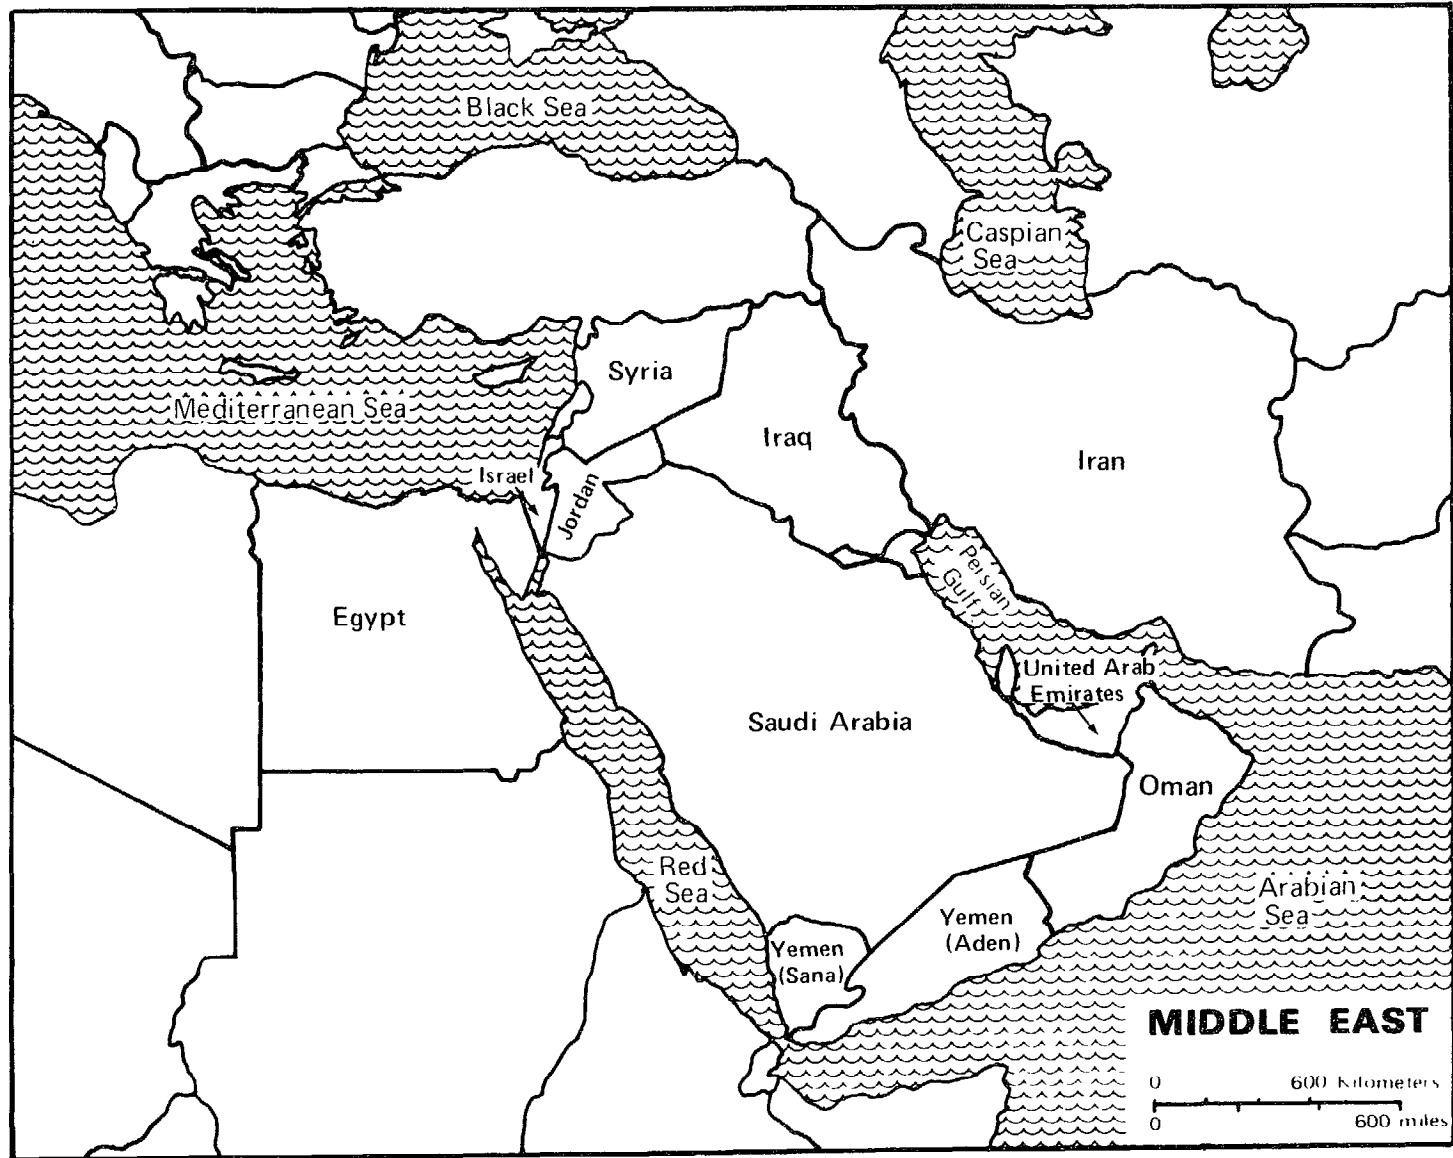 Black Sea
Caspian
Sea
Syria
Mediterranean Sea
Iraq
Iran
Israel
Jordan
Persian
Gulf
Egypt
United Arab
Emirates
Saudi Arabia
Oman
Red
Sea
Arabian
Sea
Yemen
(Aden)
Yemen
(Sana)
MIDDLE EAST
0 600 Kilometers
0 600 miles